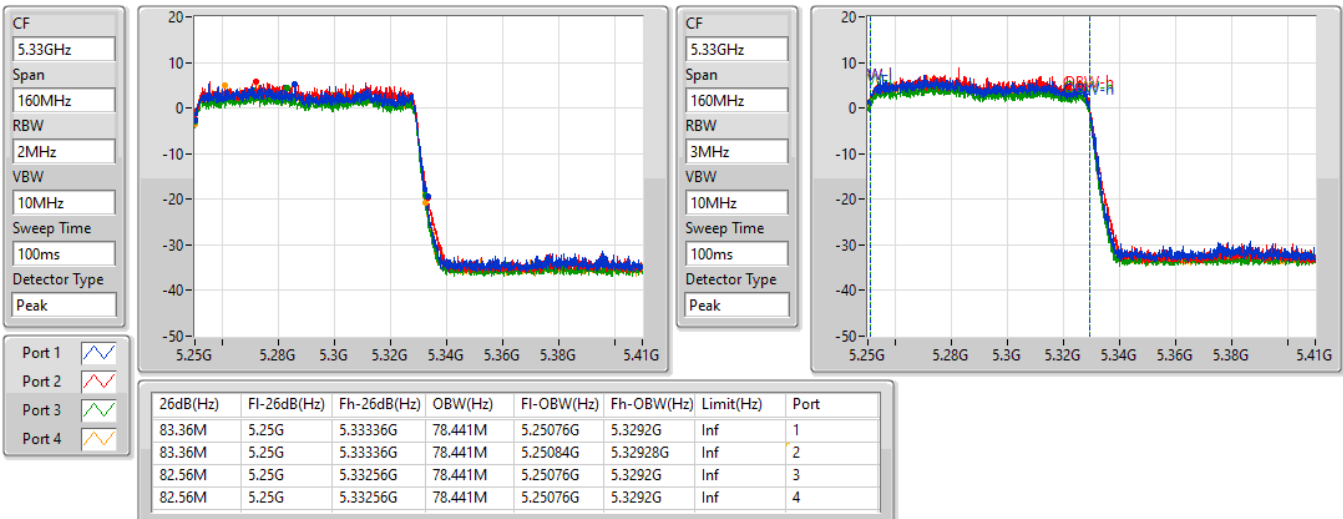 CF
5.33GHz
Span
160MHz
RBW
2MHz
VBW
10MHz
Sweep Time
100ms
Detector Type
Peak
Port 1
Port 2
Port 3
Port 4
20
10
0
-10
-20
-30
-40
-50
5.25G 5.28G 5.3G 5.32G 5.34G 5.36G 5.38G 5.41G
CF
5.33GHz
Span
160MHz
RBW
3MHz
VBW
10MHz
Sweep Time
100ms
Detector Type
Peak
20
10
0
-10
-20
-30
-40
-50
OBW-h
5.25G 5.28G 5.3G 5.32G 5.34G 5.36G 5.38G 5.41G
26dB(Hz) Fl-26dB(Hz) Fh-26dB(Hz) OBW(Hz) Fl-OBW(Hz) Fh-OBW(Hz) Limit(Hz) Port
83.36M 5.25G 5.33336G 78.441M 5.25076G 5.3292G Inf 1
83.36M 5.25G 5.33336G 78.441M 5.25084G 5.32928G Inf 2
82.56M 5.25G 5.33256G 78.441M 5.25076G 5.3292G Inf 3
82.56M 5.25G 5.33256G 78.441M 5.25076G 5.3292G Inf 4